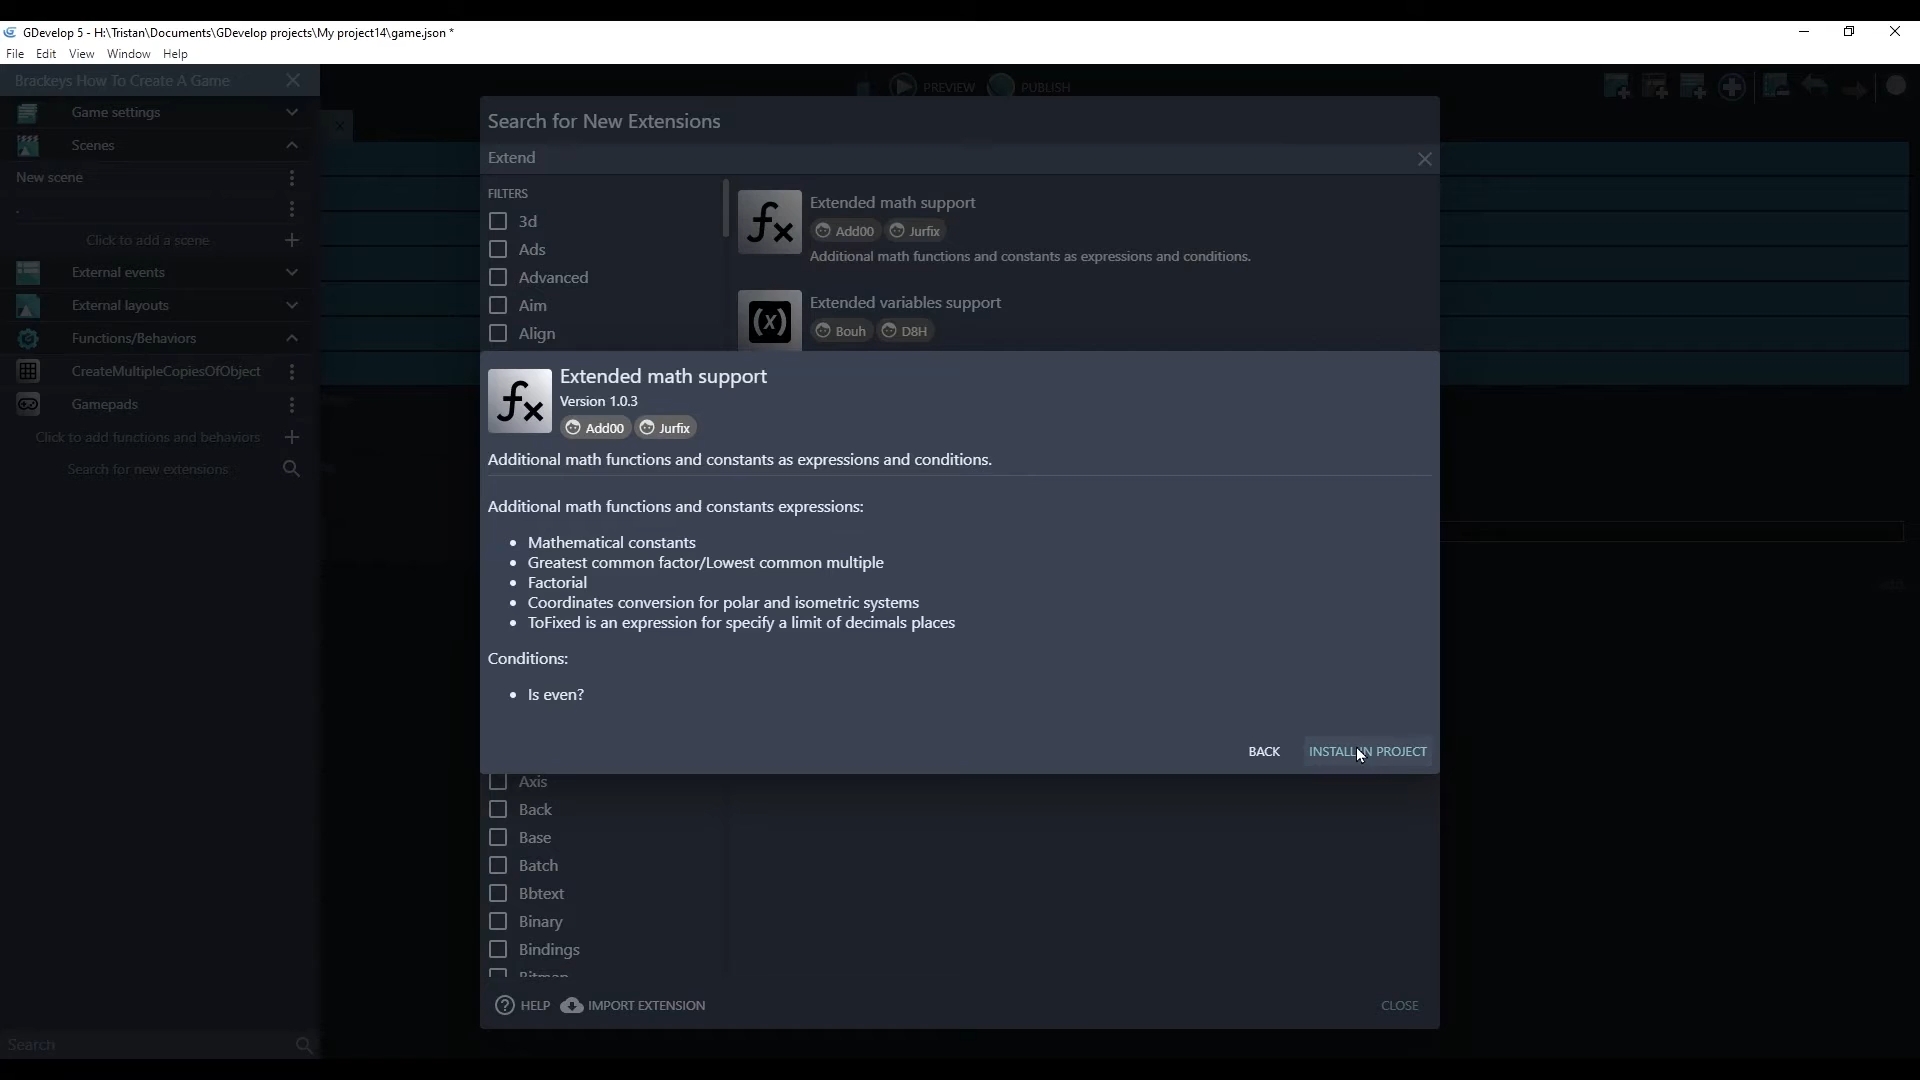 GDevelop 5 - H:\Tristan\Documents\GDevelop projects\My project14\game.json *
File Edit View Window Help
Brackeys How To Create A Game
PREVIEW PUBLISH
Game settings
Scenes
New scene
.
Click to add a scene
External events
External layouts
Functions/Behaviors
CreateMultipleCopiesOfObject
Gamepads
Click to add functions and behaviors
Search for new extensions
Search
Search for New Extensions
Extend
FILTERS
3d
Ads
Advanced
Aim
Align
Extended math support
Add00 Jurfix
Additional math functions and constants as expressions and conditions.
Extended variables support
Bouh D8H
Extended math support
Version 1.0.3
Add00 Jurfix
Additional math functions and constants as expressions and conditions.
Additional math functions and constants expressions:
• Mathematical constants
• Greatest common factor/Lowest common multiple
• Factorial
• Coordinates conversion for polar and isometric systems
• ToFixed is an expression for specify a limit of decimals places
Conditions:
• Is even?
BACK INSTALL IN PROJECT
Axis
Back
Base
Batch
Bbtext
Binary
Bindings
Bitmap
HELP IMPORT EXTENSION
CLOSE